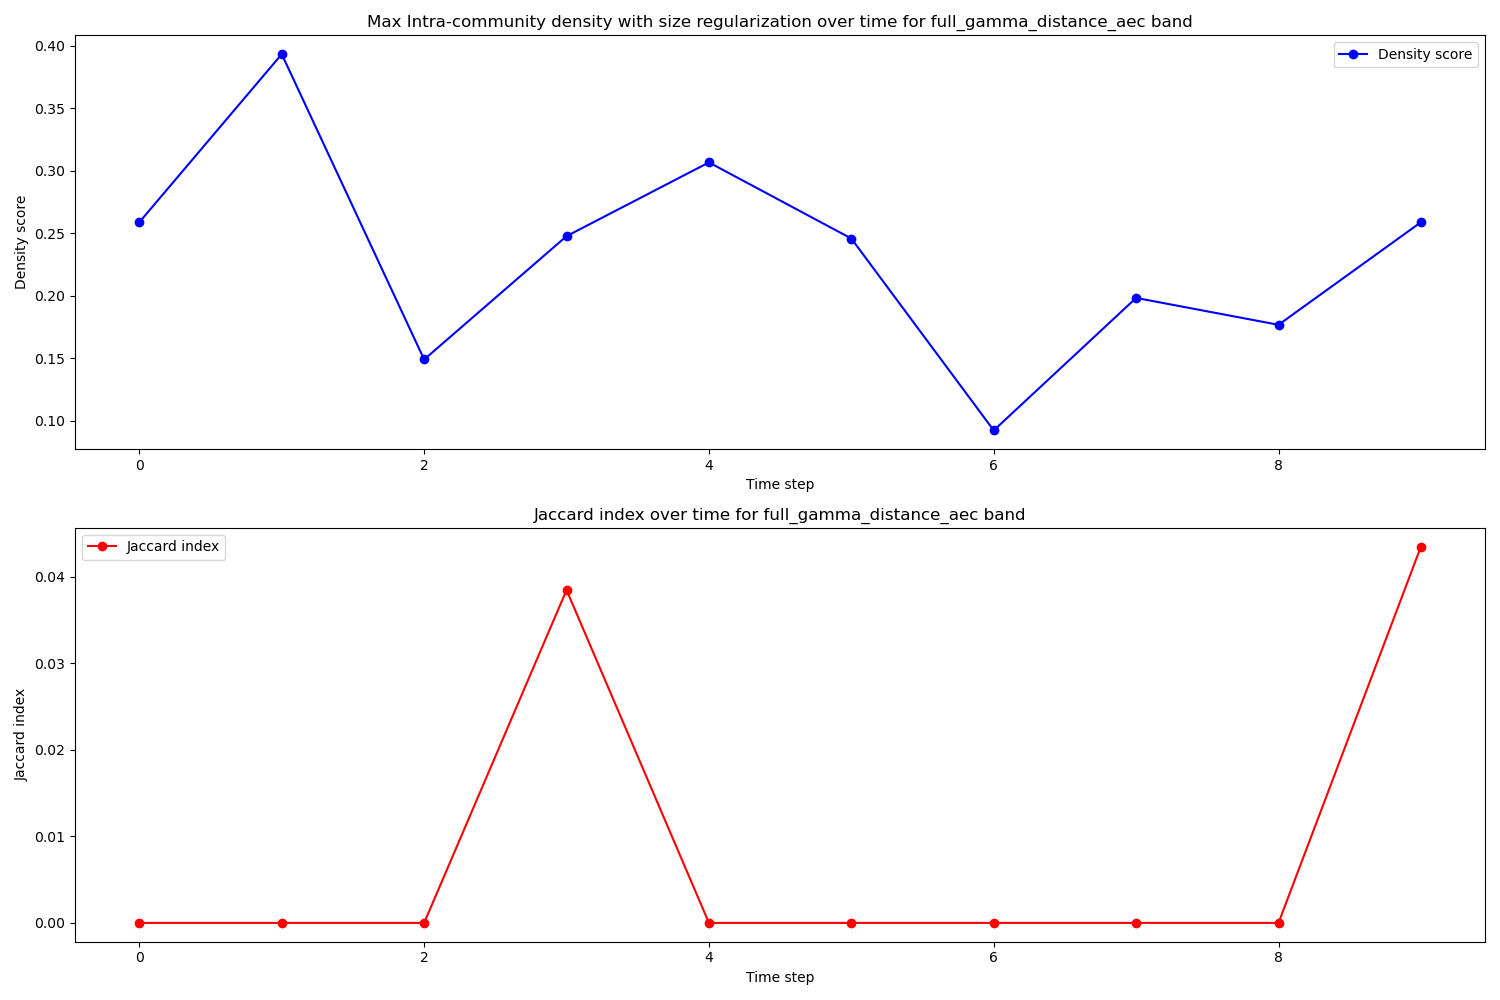 Max Intra-community density with size regularization over time for full_gamma_distance_aec band
Density score
0.40
0.35
0.30
0.25
0.20
0.15
0.10
Density score
0 2 4 6 8
Time step
Jaccard index over time for full_gamma_distance_aec band
Jaccard index
0.04
0.03
0.02
0.01
0.00
Jaccard index
0 2 4 6 8
Time step